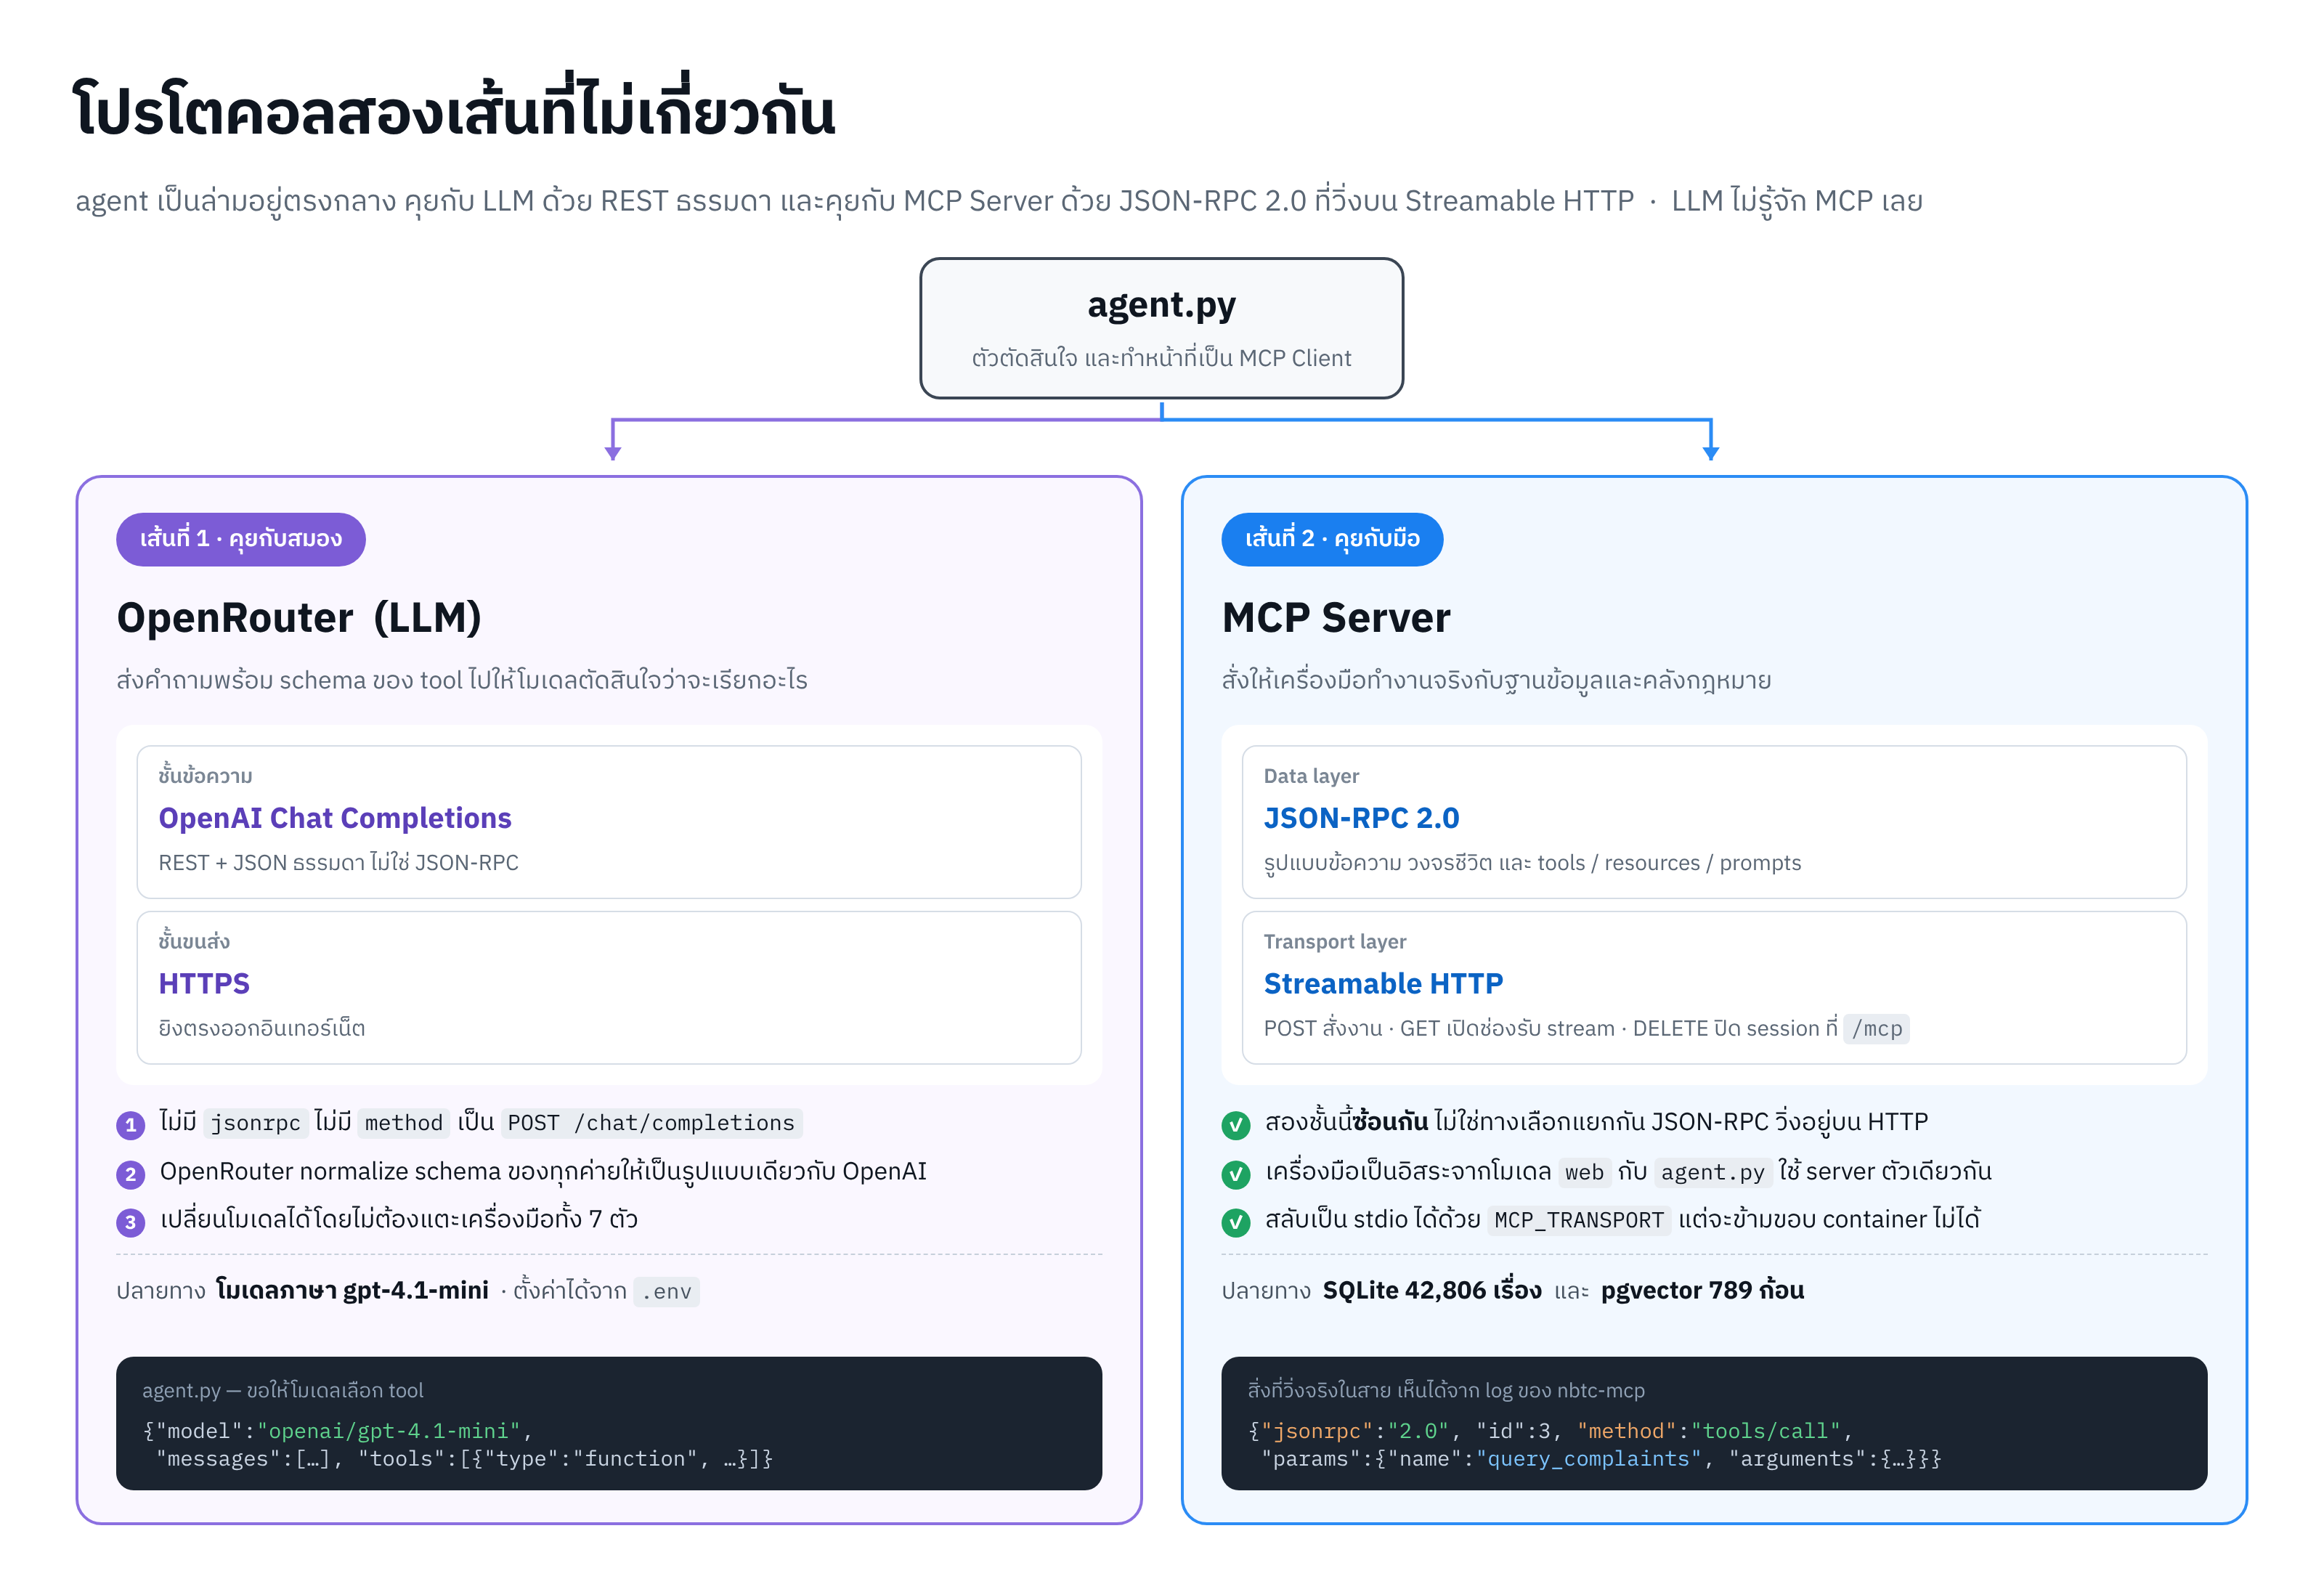 โปรโตคอลสองเส้นที่ไม่เกี่ยวกัน
agent เป็นล่ามอยู่ตรงกลาง คุยกับ LLM ด้วย REST ธรรมดา และคุยกับ MCP Server ด้วย JSON-RPC 2.0 ที่วิ่งบน Streamable HTTP · LLM ไม่รู้จัก MCP เลย
agent.py
ตัวตัดสินใจ และทำหน้าที่เป็น MCP Client
เส้นที่ 1 · คุยกับสมอง
OpenRouter (LLM)
ส่งคำถามพร้อม schema ของ tool ไปให้โมเดลตัดสินใจว่าจะเรียกอะไร
ชั้นข้อความ
OpenAI Chat Completions
REST + JSON ธรรมดา ไม่ใช่ JSON-RPC
ชั้นขนส่ง
HTTPS
ยิงตรงออกอินเทอร์เน็ต
1 ไม่มี jsonrpc ไม่มี method เป็น POST /chat/completions
2 OpenRouter normalize schema ของทุกค่ายให้เป็นรูปแบบเดียวกับ OpenAI
3 เปลี่ยนโมเดลได้โดยไม่ต้องแตะเครื่องมือทั้ง 7 ตัว
ปลายทาง โมเดลภาษา gpt-4.1-mini · ตั้งค่าได้จาก .env
agent.py — ขอให้โมเดลเลือก tool
{"model":"openai/gpt-4.1-mini",
"messages":[…], "tools":[{"type":"function", …}]}
เส้นที่ 2 · คุยกับมือ
MCP Server
สั่งให้เครื่องมือทำงานจริงกับฐานข้อมูลและคลังกฎหมาย
Data layer
JSON-RPC 2.0
รูปแบบข้อความ วงจรชีวิต และ tools / resources / prompts
Transport layer
Streamable HTTP
POST สั่งงาน · GET เปิดช่องรับ stream · DELETE ปิด session ที่ /mcp
✓ สองชั้นนี้ซ้อนกัน ไม่ใช่ทางเลือกแยกกัน JSON-RPC วิ่งอยู่บน HTTP
✓ เครื่องมือเป็นอิสระจากโมเดล web กับ agent.py ใช้ server ตัวเดียวกัน
✓ สลับเป็น stdio ได้ด้วย MCP_TRANSPORT แต่จะข้ามขอบ container ไม่ได้
ปลายทาง SQLite 42,806 เรื่อง และ pgvector 789 ก้อน
สิ่งที่วิ่งจริงในสาย เห็นได้จาก log ของ nbtc-mcp
{"jsonrpc":"2.0", "id":3, "method":"tools/call",
"params":{"name":"query_complaints", "arguments":{…}}}